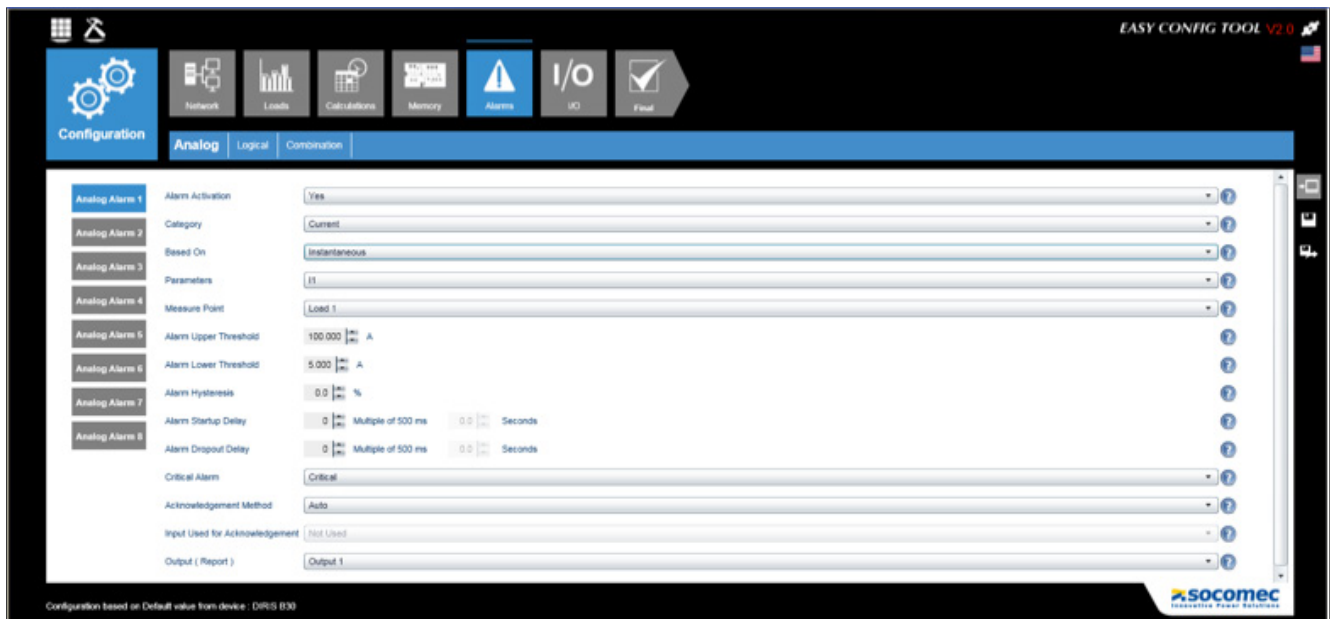 EASY CONFIG TOOL V2.0
Configuration
Network
Loads
Calculations
Memory
Alarms
I/O
I/O
Final
Analog
Logical
Combination
Analog Alarm 1
Analog Alarm 2
Analog Alarm 3
Analog Alarm 4
Analog Alarm 5
Analog Alarm 6
Analog Alarm 7
Analog Alarm 8
Alarm Activation Yes
Category Current
Based On Instantaneous
Parameters I1
Measure Point Load 1
Alarm Upper Threshold 100.000 A
Alarm Lower Threshold 5.000 A
Alarm Hysteresis 0.0 %
Alarm Startup Delay 0 Multiple of 500 ms 0.0 Seconds
Alarm Dropout Delay 0 Multiple of 500 ms 0.0 Seconds
Critical Alarm Critical
Acknowledgement Method Auto
Input Used for Acknowledgement Not Used
Output ( Report ) Output 1
Configuration based on Default value from device : DIRIS B30
socomec
Innovative Power Solutions